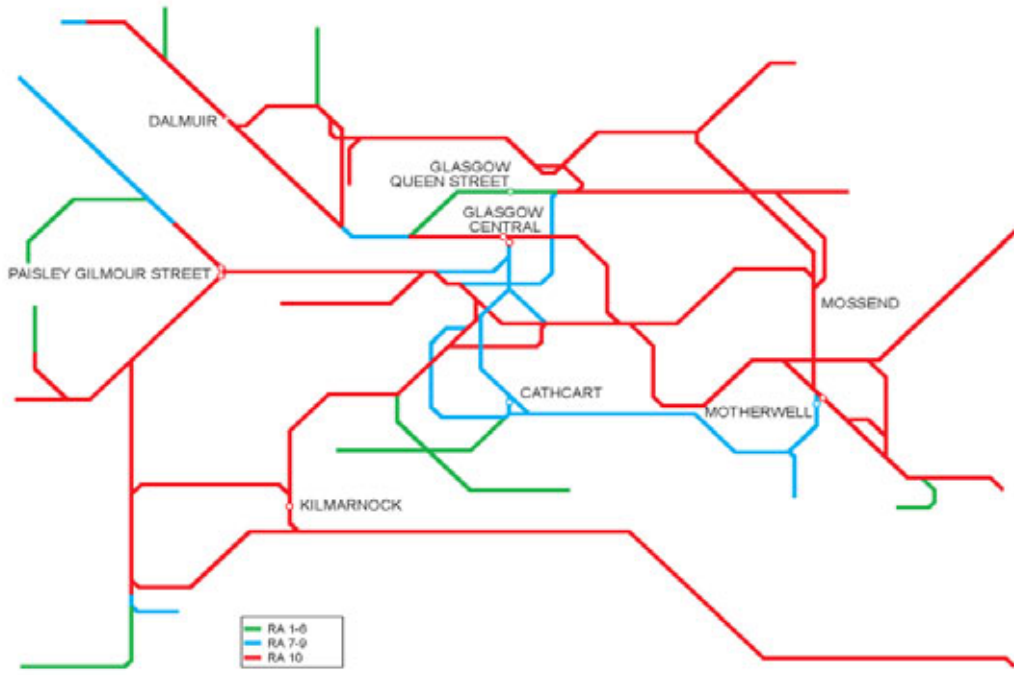 DALMUIR
GLASGOW
QUEEN STREET
GLASGOW
CENTRAL
PAISLEY GILMOUR STREET
MOSSEND
CATHCART
MOTHERWELL
KILMARNOCK
RA 1-6
RA 7-9
RA 10